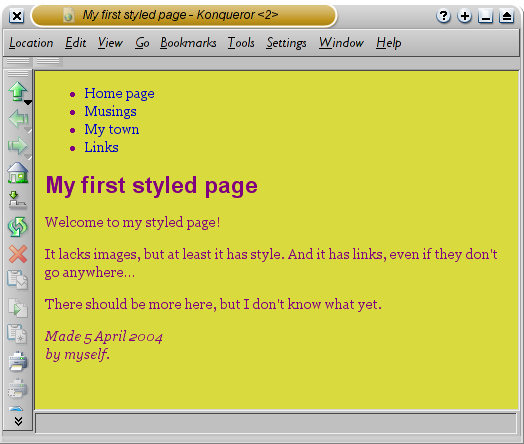 My first styled page - Konqueror <2>
Location Edit View Go Bookmarks Tools Settings Window Help
Home page
Musings
My town
Links
My first styled page
Welcome to my styled page!
It lacks images, but at least it has style. And it has links, even if they don't
go anywhere...
There should be more here, but I don't know what yet.
Made 5 April 2004
by myself.